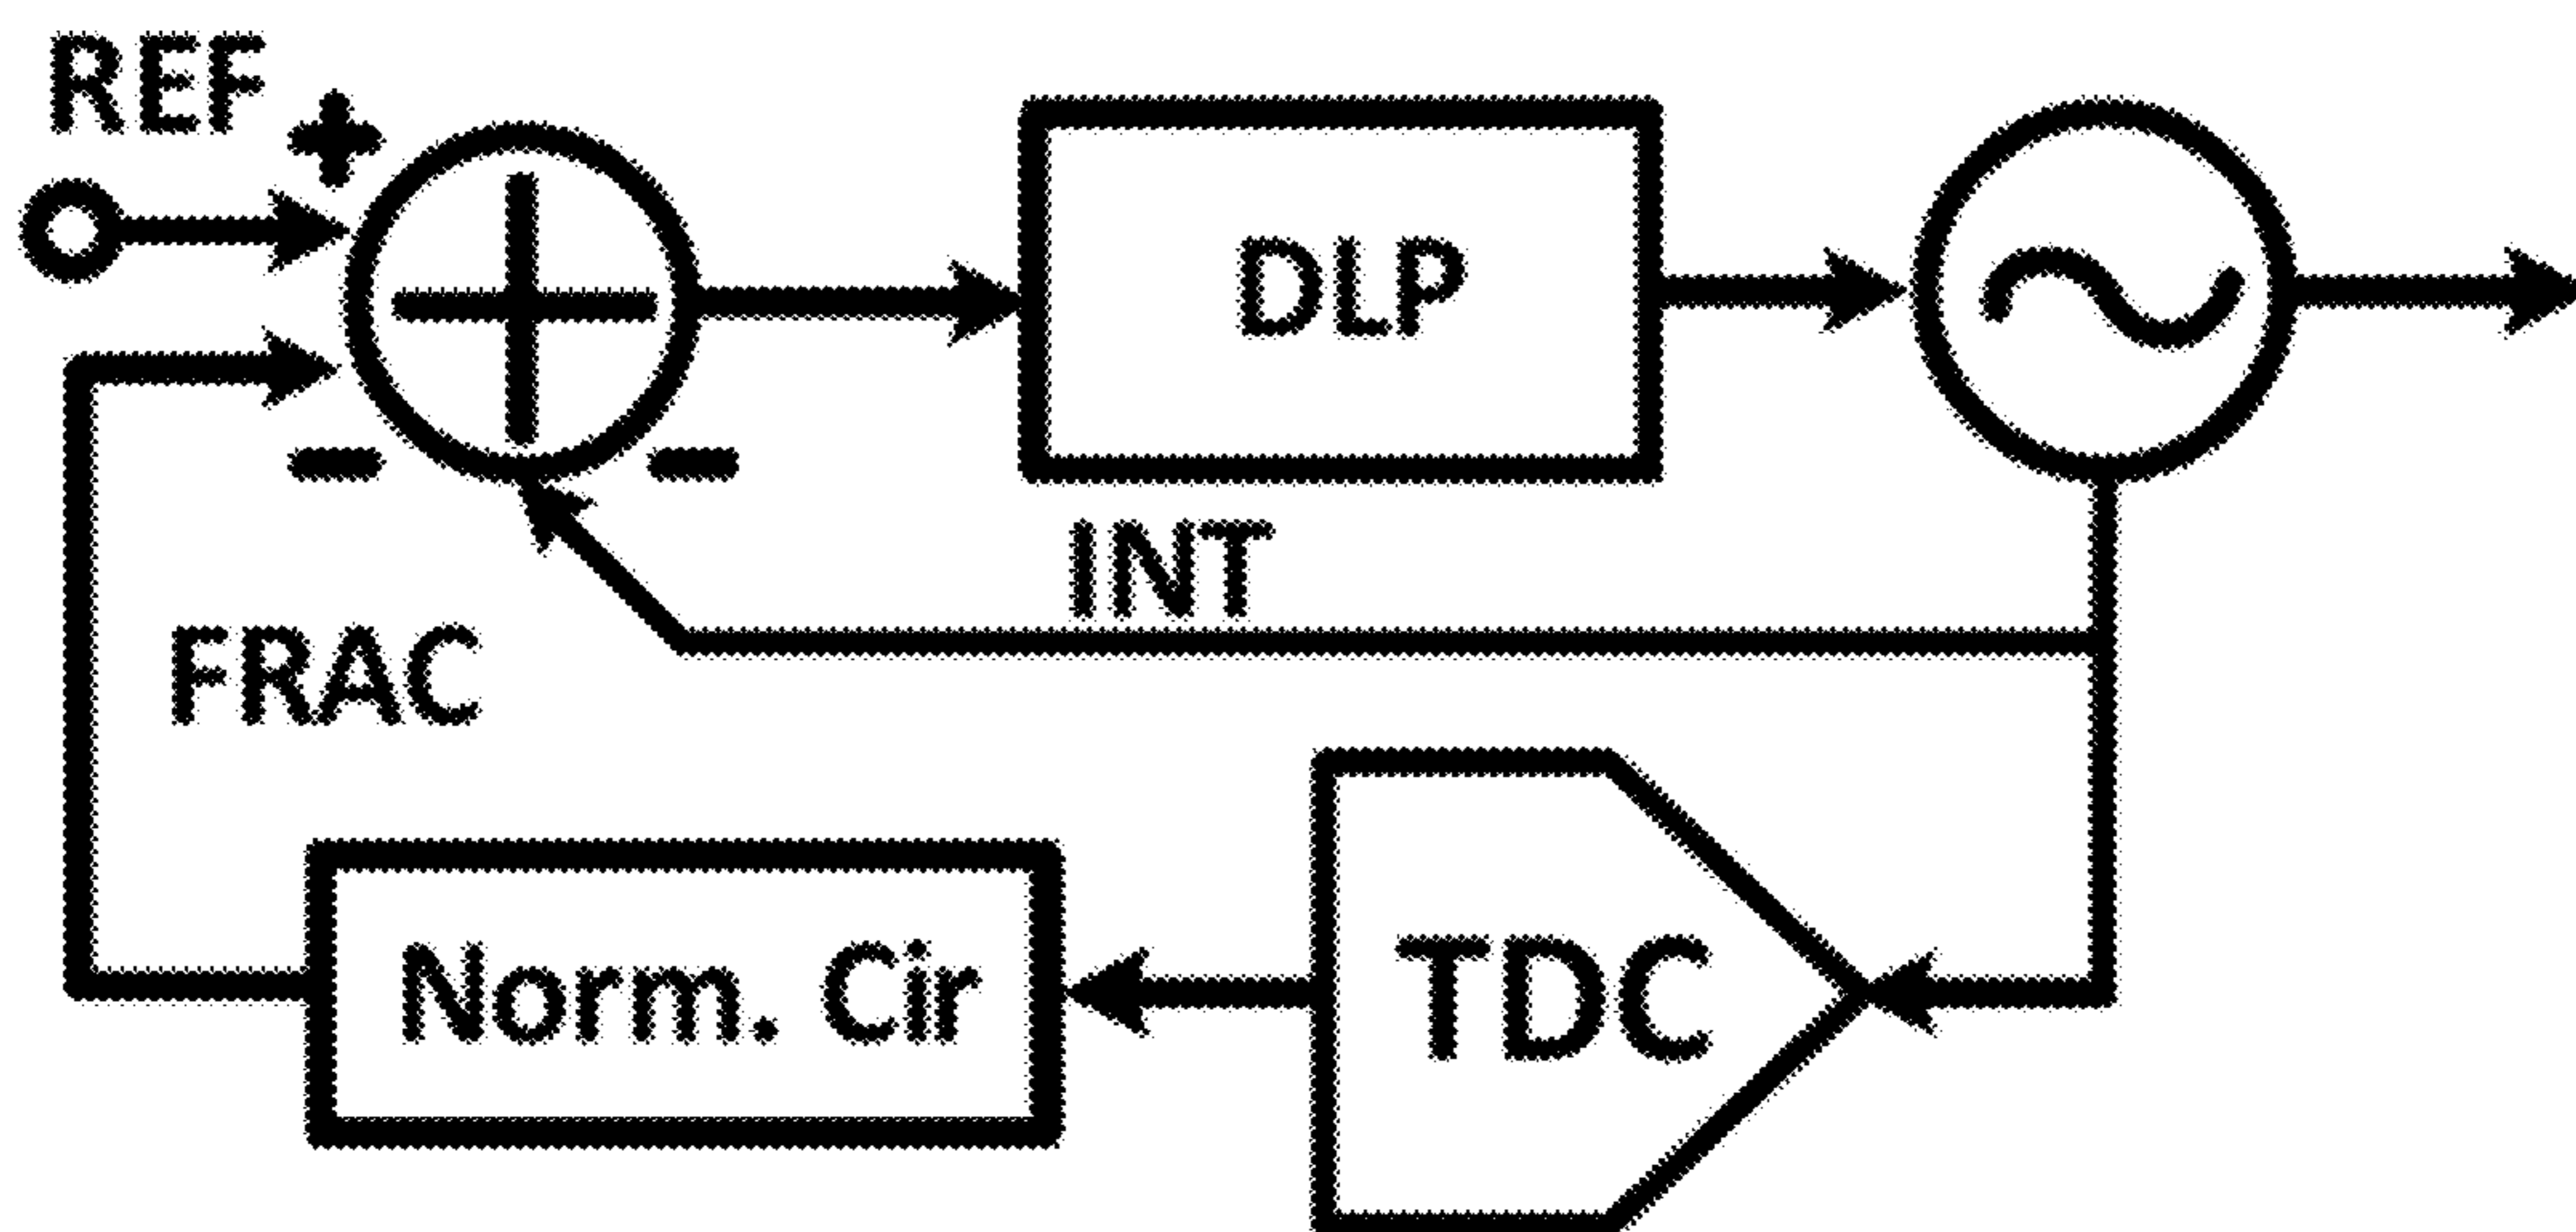 REF
DLP
INT
FRAC
Norm. Cir
TDC